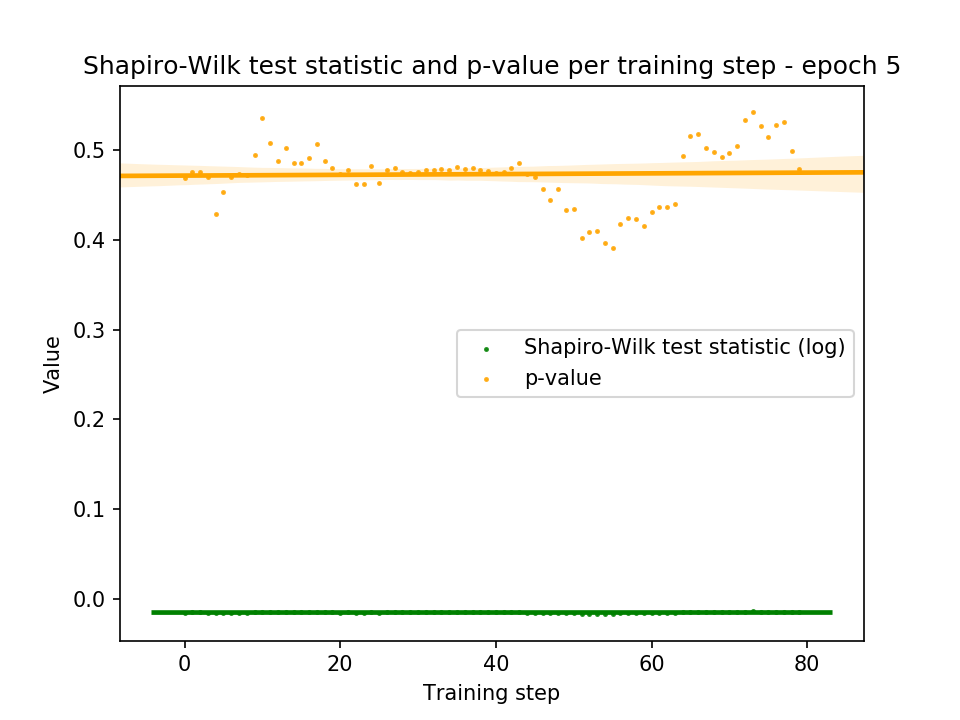 Shapiro-Wilk test statistic and p-value per training step - epoch 5
0.5
0.4
0.3
0.2
0.1
0.0
Value
Shapiro-Wilk test statistic (log)
p-value
0
20
40
60
80
Training step